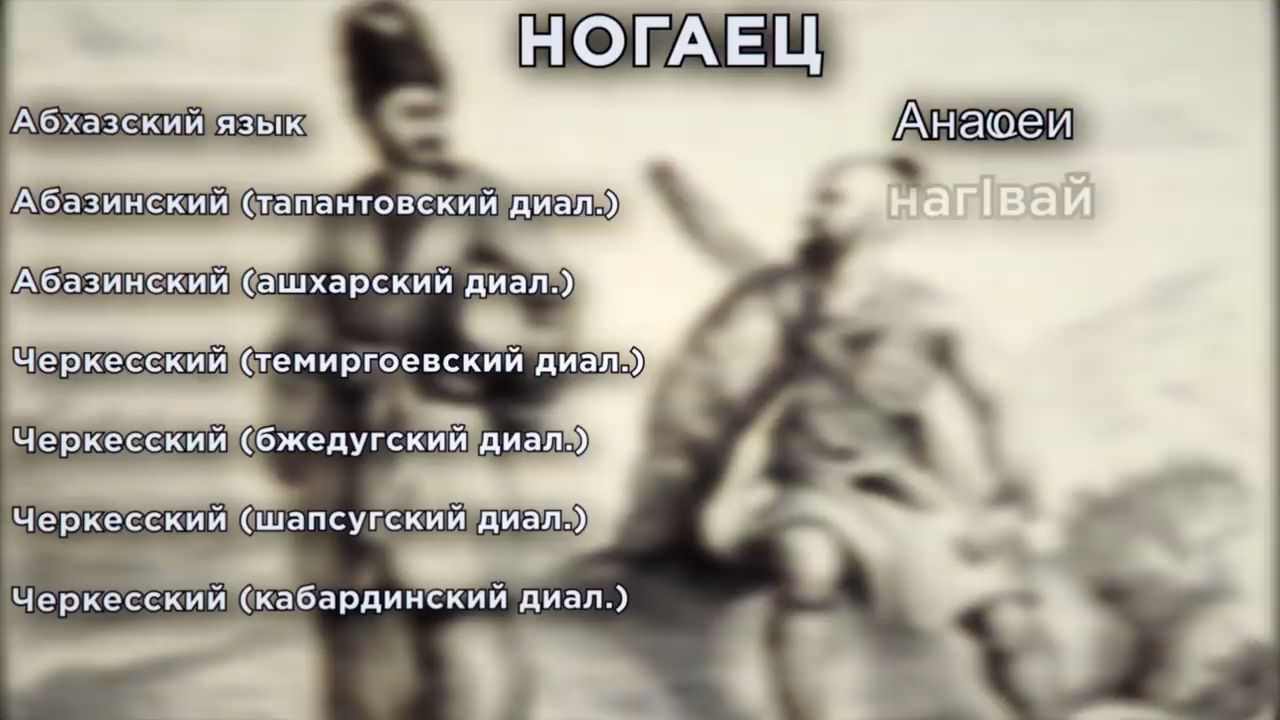 НОГАЕЦ
Абхазский язык
Анаҩеи
Абазинский (тапантовский диал.)
нагӀвай
Абазинский (ашхарский диал.)
Черкесский (темиргоевский диал.)
Черкесский (бжедугский диал.)
Черкесский (шапсугский диал.)
Черкесский (кабардинский диал.)